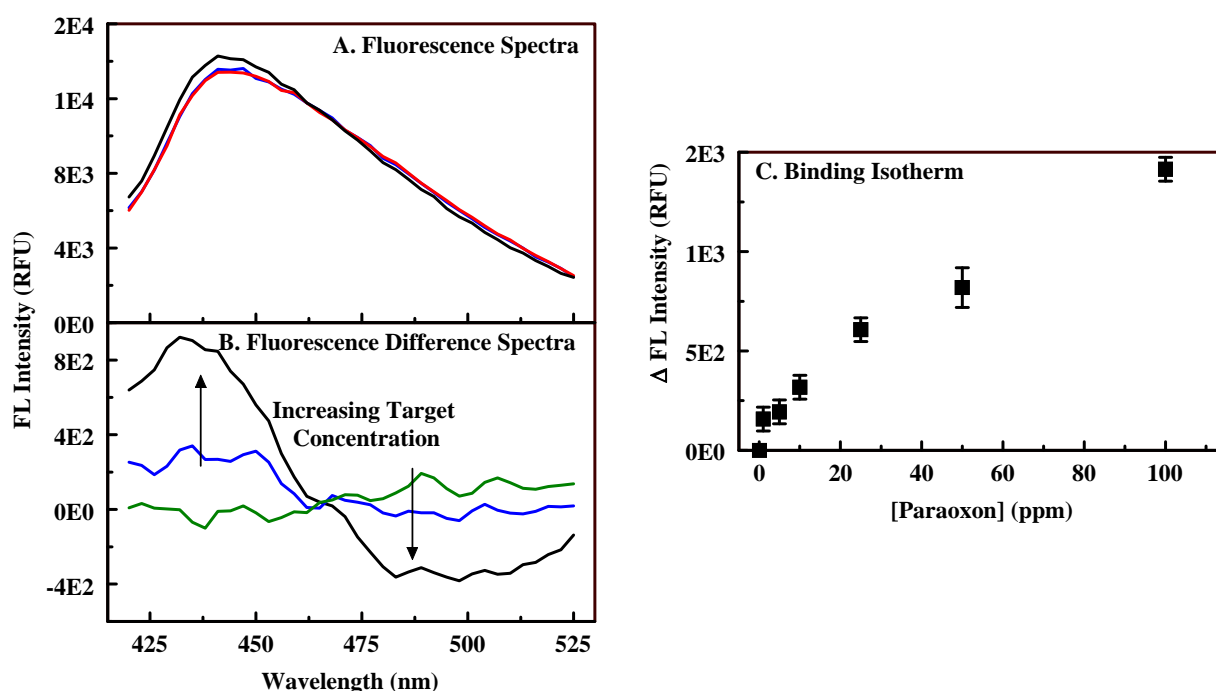 A. Fluorescence Spectra
2E4
1E4
8E3
4E3
0E0
B. Fluorescence Difference Spectra
8E2
4E2
0E0
-4E2
Increasing Target
Concentration
FL Intensity (RFU)
425 450 475 500 525
Wavelength (nm)
C. Binding Isotherm
2E3
1E3
5E2
0E0
Δ FL Intensity (RFU)
0 20 40 60 80 100
[Paraoxon] (ppm)